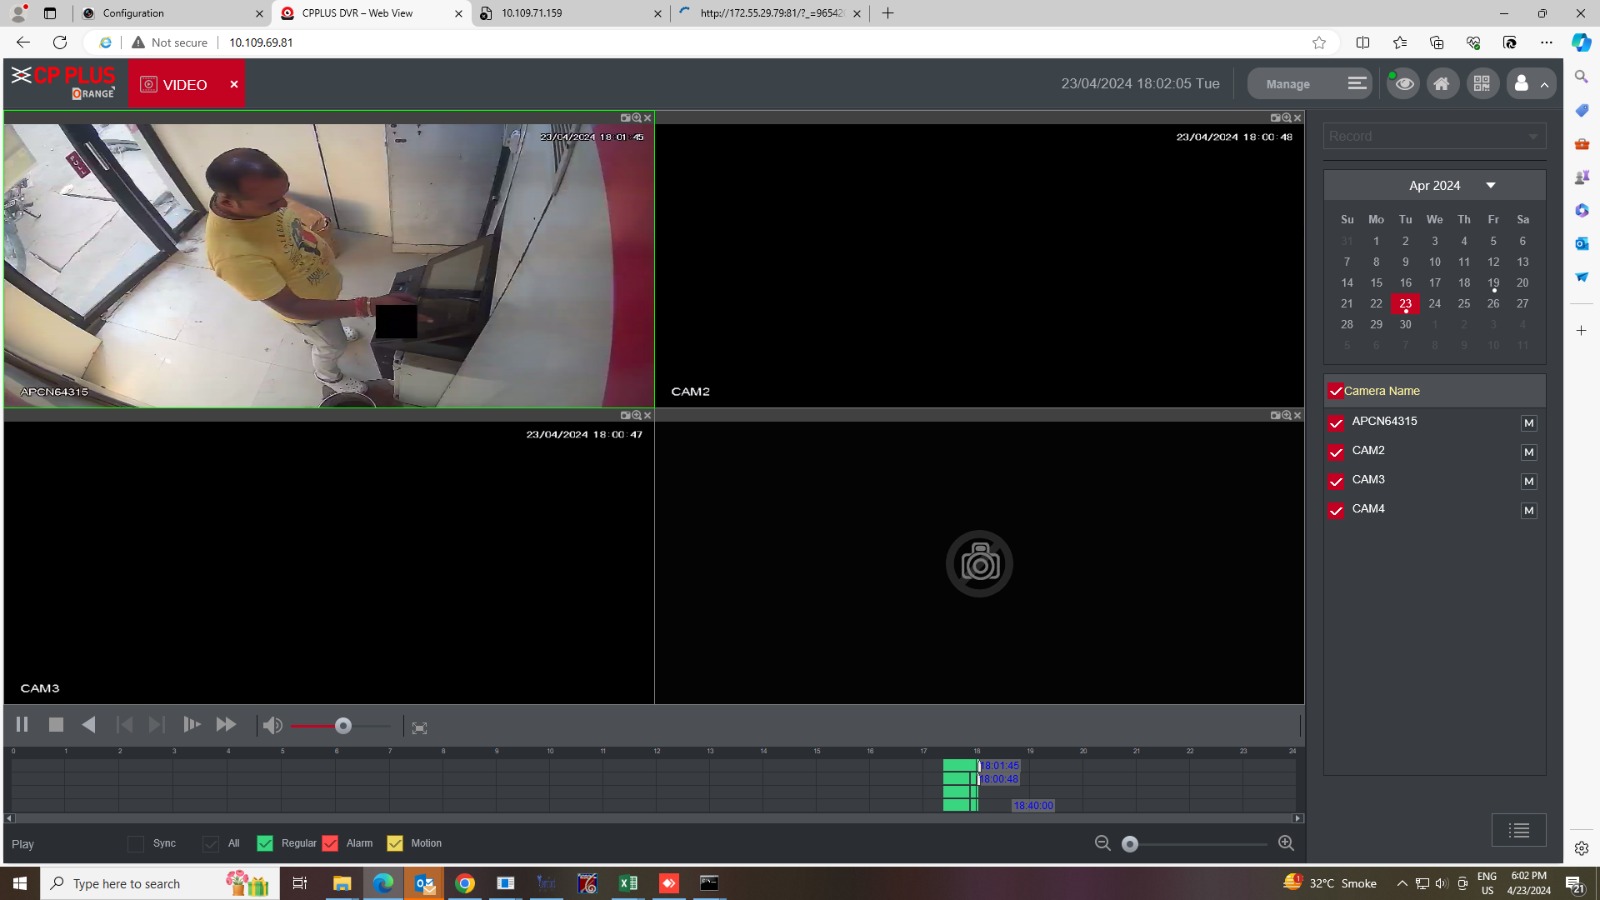 Configuration
CPPLUS DVR – Web View
10.109.71.159
http://172.55.29.79:81/?_=96542
Not secure
10.109.69.81
CP PLUS
ORANGE
VIDEO
23/04/2024 18:02:05 Tue
Manage
23/04/2024 18:01:45
APCN64315
23/04/2024 18:00:48
CAM2
23/04/2024 18:00:47
CAM3
Record
Apr 2024
Su Mo Tu We Th Fr Sa
31 1 2 3 4 5 6
7 8 9 10 11 12 13
14 15 16 17 18 19 20
21 22 23 24 25 26 27
28 29 30 1 2 3 4
5 6 7 8 9 10 11
Camera Name
APCN64315 M
CAM2 M
CAM3 M
CAM4 M
0 1 2 3 4 5 6 7 8 9 10 11 12 13 14 15 16 17 18 19 20 21 22 23 24
18:01:45
18:00:48
18:40:00
Play
Sync
All
Regular
Alarm
Motion
Type here to search
32°C Smoke
ENG
US
6:02 PM
4/23/2024
21